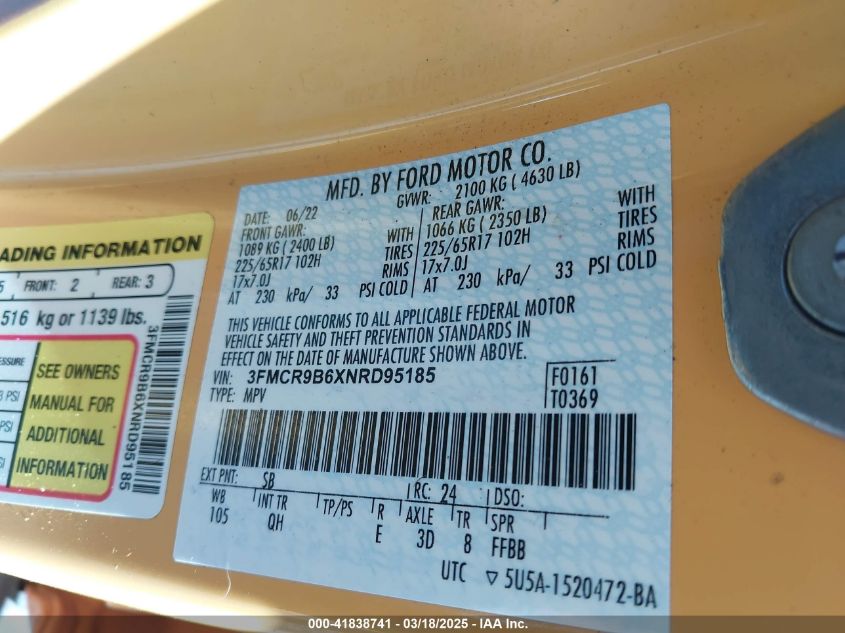 MFD. BY FORD MOTOR CO.
DATE: 06/22 GVWR: 2100 KG ( 4630 LB)
FRONT GAWR: WITH REAR GAWR: WITH
1089 KG ( 2400 LB) TIRES 1066 KG ( 2350 LB) TIRES
225/65R17 102H RIMS 225/65R17 102H RIMS
17x7.0J 17x7.0J
AT 230 kPa/ 33 PSI COLD AT 230 kPa/ 33 PSI COLD
THIS VEHICLE CONFORMS TO ALL APPLICABLE FEDERAL MOTOR
VEHICLE SAFETY AND THEFT PREVENTION STANDARDS IN
EFFECT ON THE DATE OF MANUFACTURE SHOWN ABOVE.
VIN: 3FMCR9B6XNRD95185 F0161
TYPE: MPV T0369
EXT PNT: SB RC: 24 DSO:
WB INT TR TP/PS R AXLE TR SPR
105 QH E 3D 8 FFBB
UTC ▽ 5U5A-1520472-BA
ADING INFORMATION
5 FRONT: 2 REAR: 3
516 kg or 1139 lbs.
ESSURE
PSI
PSI
SEE OWNERS
MANUAL FOR
ADDITIONAL
INFORMATION
3FMCR9B6XNRD95185
000-41838741 — 03/18/2025 - IAA Inc.